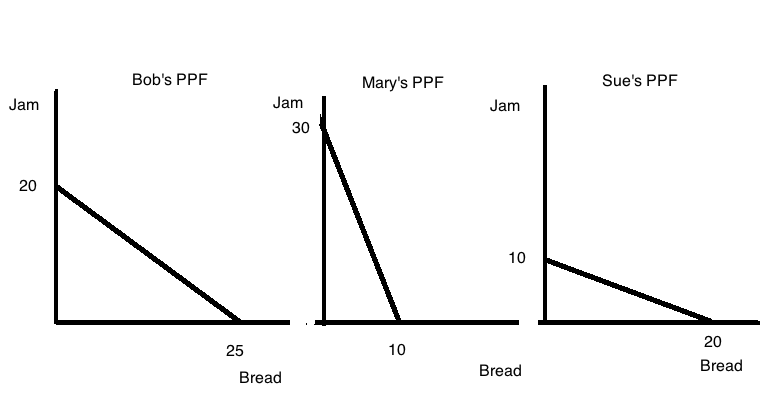 Bob's PPF
Jam
20
25
Bread
Mary's PPF
Jam
30
10
Bread
Sue's PPF
Jam
10
20
Bread